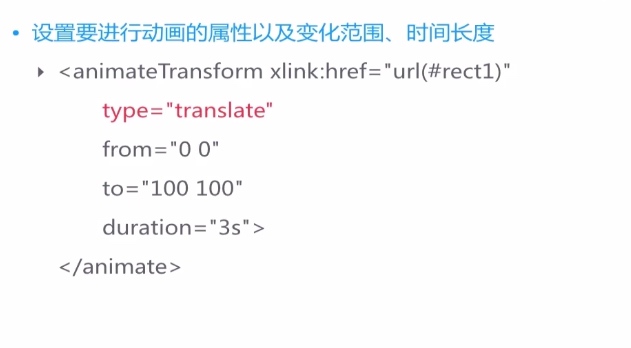 设置要进行动画的属性以及变化范围、时间长度
<animateTransform xlink:href="url(#rect1)"
type="translate"
from="0 0"
to="100 100"
duration="3s">
</animate>